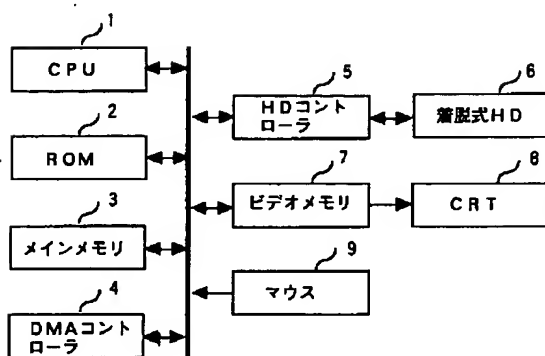 1
CPU
2
ROM
3
メインメモリ
4
DMAコント
ローラ
5
HDコント
ローラ
6
着脱式HD
7
ビデオメモリ
8
CRT
9
マウス